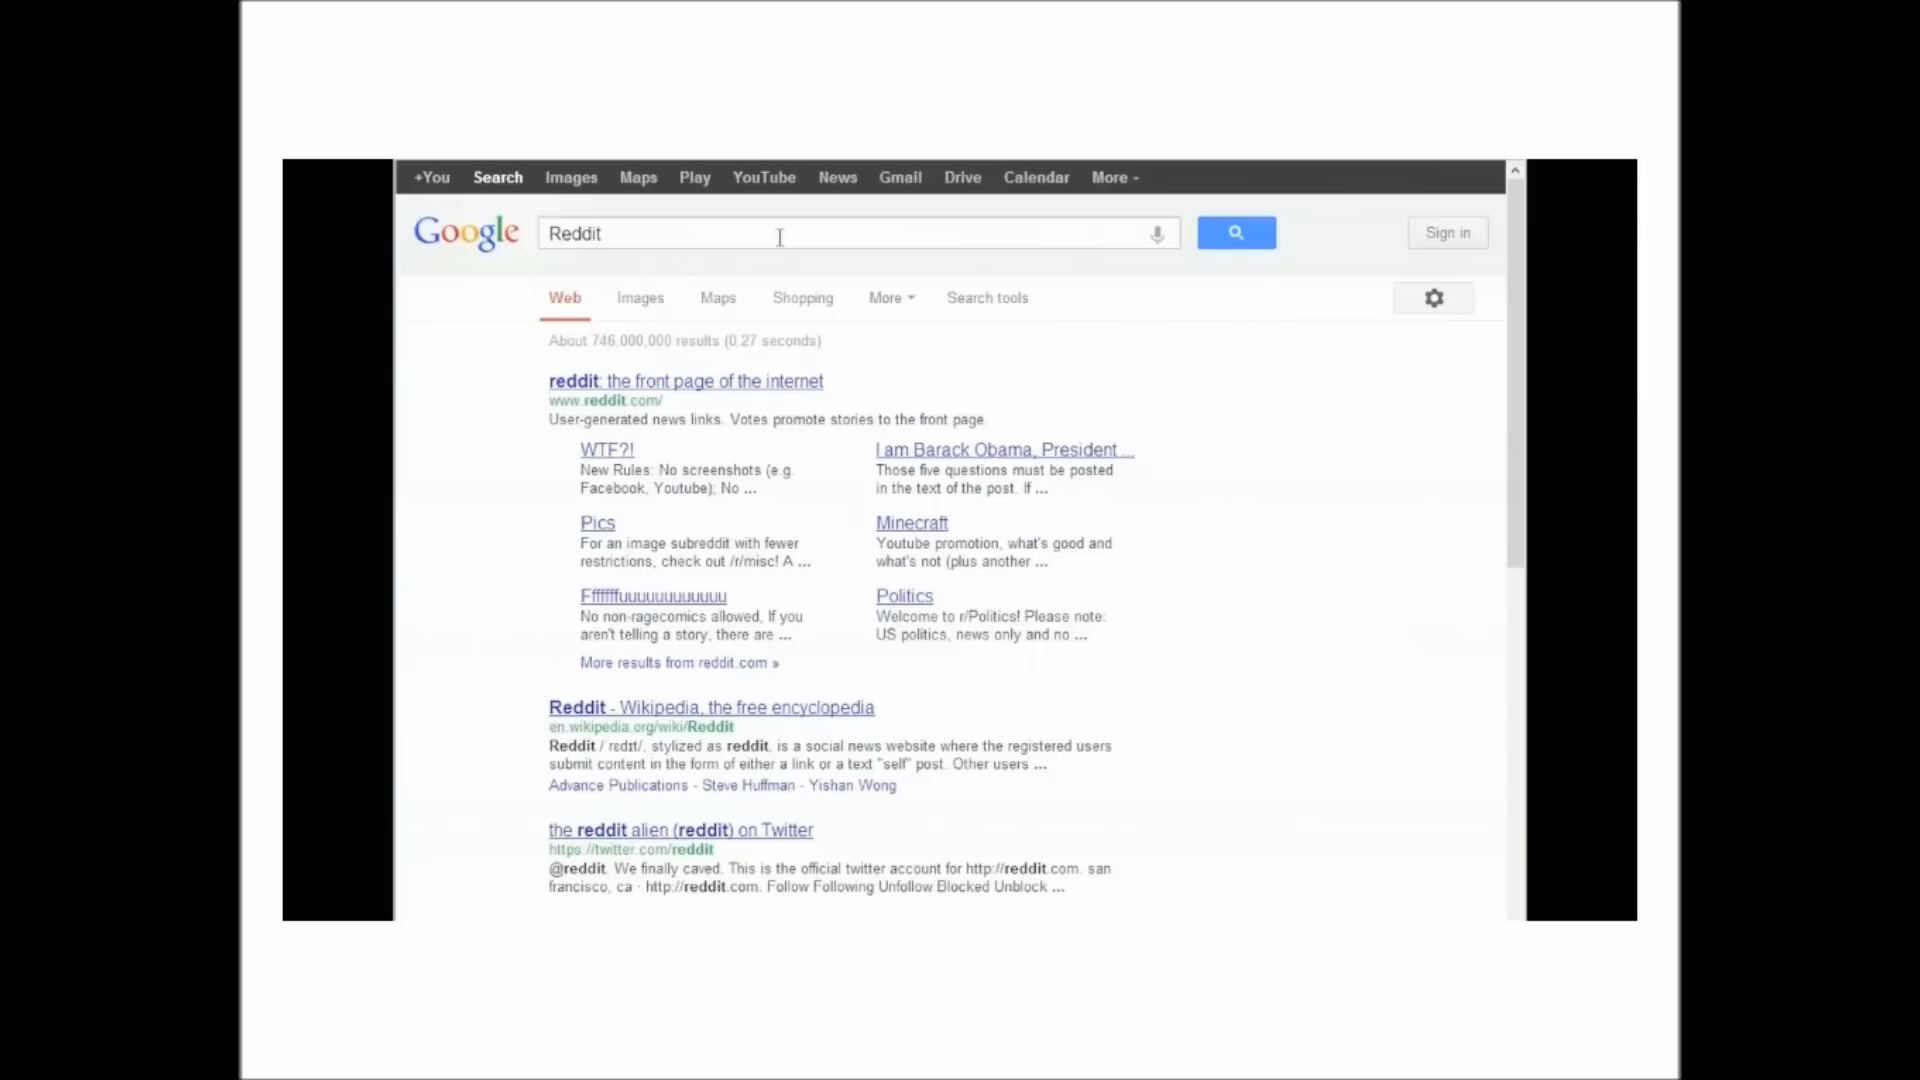 +You Search Images Maps Play YouTube News Gmail Drive Calendar More
Google Reddit Sign in
Web Images Maps Shopping More Search tools
About 746,000,000 results (0.27 seconds)
reddit: the front page of the internet
www.reddit.com/
User-generated news links. Votes promote stories to the front page.
WTF?!
New Rules: No screenshots (e.g.
Facebook, Youtube); No ...
I am Barack Obama, President ...
Those five questions must be posted
in the text of the post. If ...
Pics
For an image subreddit with fewer
restrictions, check out /r/misc! A ...
Minecraft
Youtube promotion, what's good and
what's not (plus another ...
Fffffffuuuuuuuuuuuu
No non-ragecomics allowed, If you
aren't telling a story, there are ...
Politics
Welcome to r/Politics! Please note:
US politics, news only and no ...
More results from reddit.com »
Reddit - Wikipedia, the free encyclopedia
en.wikipedia.org/wiki/Reddit
Reddit /ˈrɛdɪt/, stylized as reddit, is a social news website where the registered users
submit content in the form of either a link or a text "self" post. Other users ...
Advance Publications - Steve Huffman - Yishan Wong
the reddit alien (reddit) on Twitter
https://twitter.com/reddit
@reddit. We finally caved. This is the official twitter account for http://reddit.com. san
francisco, ca · http://reddit.com. Follow Following Unfollow Blocked Unblock ...